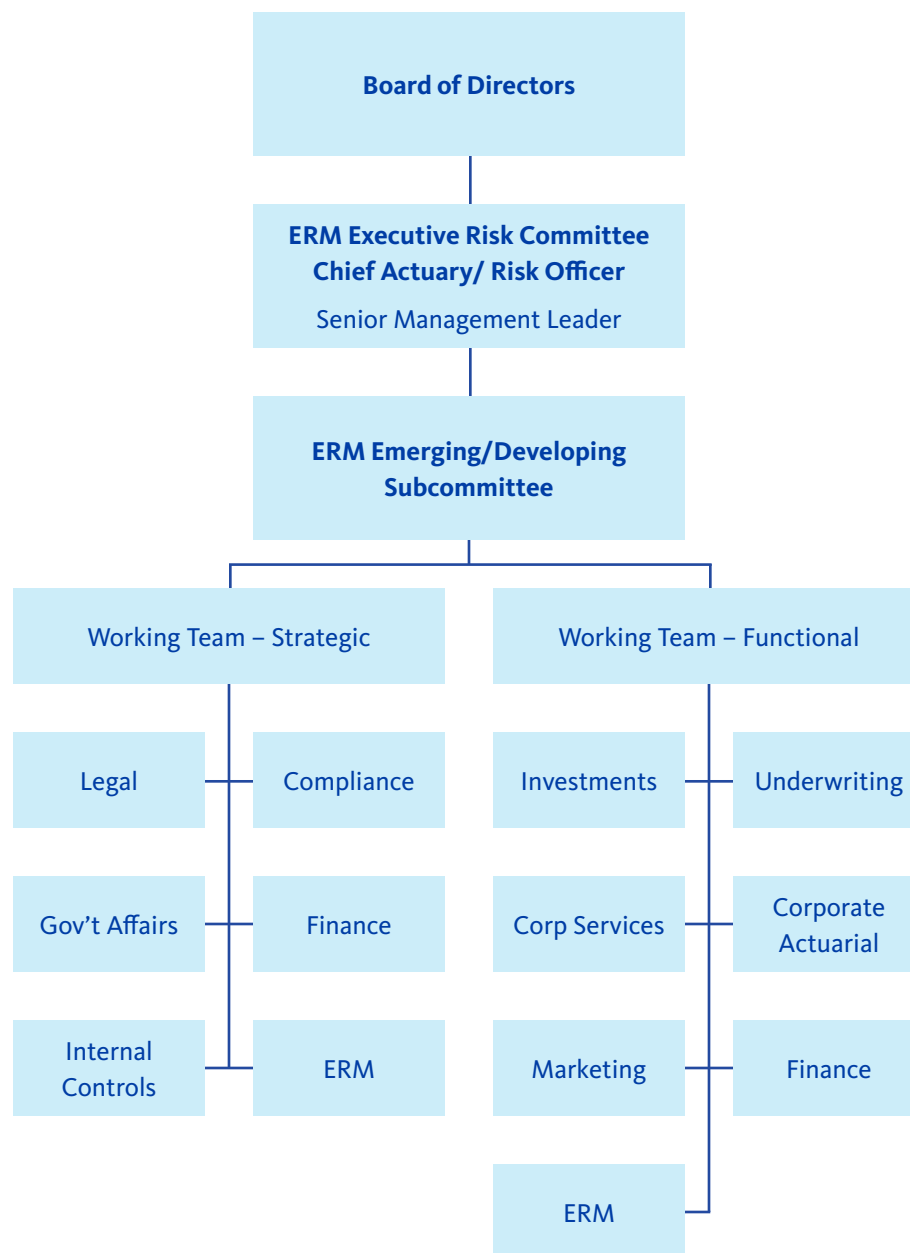 Board of Directors
ERM Executive Risk Committee
Chief Actuary/ Risk Officer
Senior Management Leader
ERM Emerging/Developing
Subcommittee
Working Team – Strategic
Working Team – Functional
Legal
Compliance
Investments
Underwriting
Gov't Affairs
Finance
Corp Services
Corporate
Actuarial
Internal
Controls
ERM
Marketing
Finance
ERM